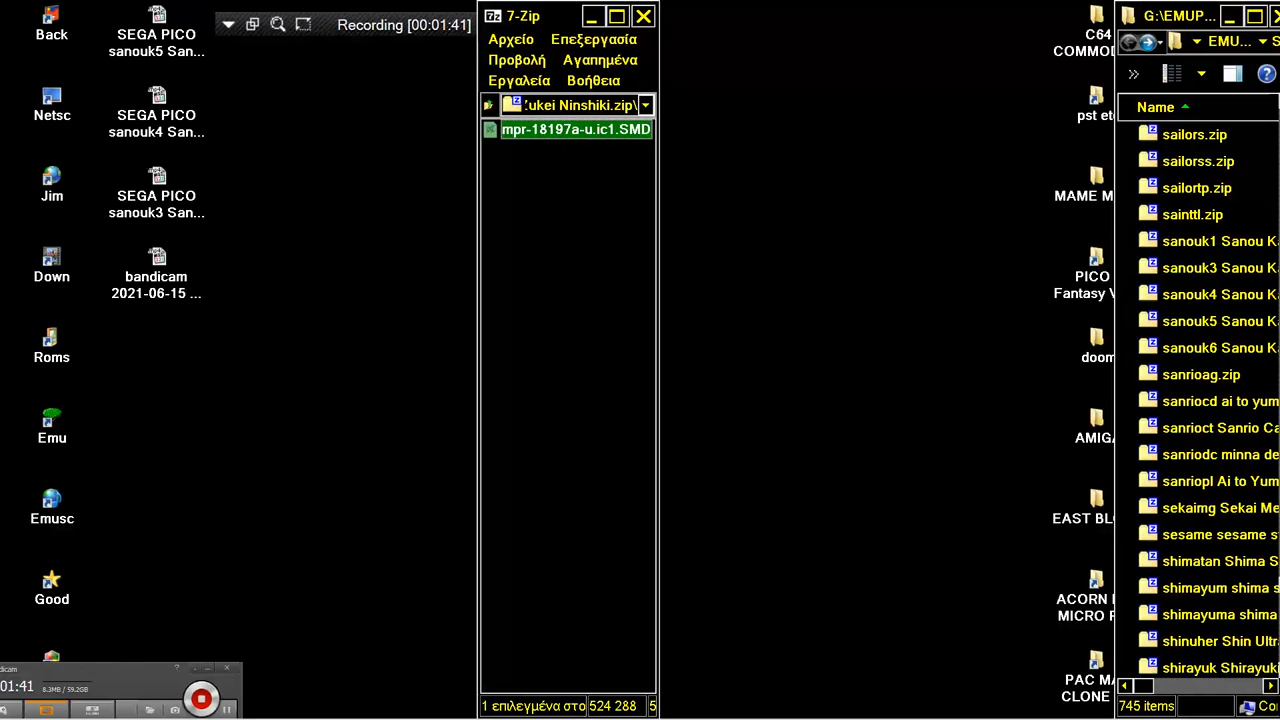 Back
Netsc
Jim
Down
Roms
Emu
Emusc
Good
SEGA PICO
sanouk5 San...
SEGA PICO
sanouk4 San...
SEGA PICO
sanouk3 San...
bandicam
2021-06-15 ...
Recording [00:01:41]
7-Zip
Αρχείο Επεξεργασία
Προβολή Αγαπημένα
Εργαλεία Βοήθεια
ukei Ninshiki.zip\
mpr-18197a-u.ic1.SMD
1 επιλεγμένα στο 524 288 5
C64
COMMOD
pst et
MAME M
PICO
Fantasy V
doom
AMIGA
EAST BL
ACORN
MICRO
PAC MA
CLONE
G:\EMUP...
EMU... S
Name
sailors.zip
sailorss.zip
sailortp.zip
sainttl.zip
sanouk1 Sanou K
sanouk3 Sanou K
sanouk4 Sanou K
sanouk5 Sanou K
sanouk6 Sanou K
sanrioag.zip
sanriocd ai to yum
sanrioct Sanrio Ca
sanriodc minna de
sanriopl Ai to Yum
sekaimg Sekai Me
sesame sesame s
shimatan Shima S
shimayum shima s
shimayuma shima
shinuher Shin Ultr
shirayuk Shirayuki
745 items Co
dicam
01:41
8.3MB / 59.2GB